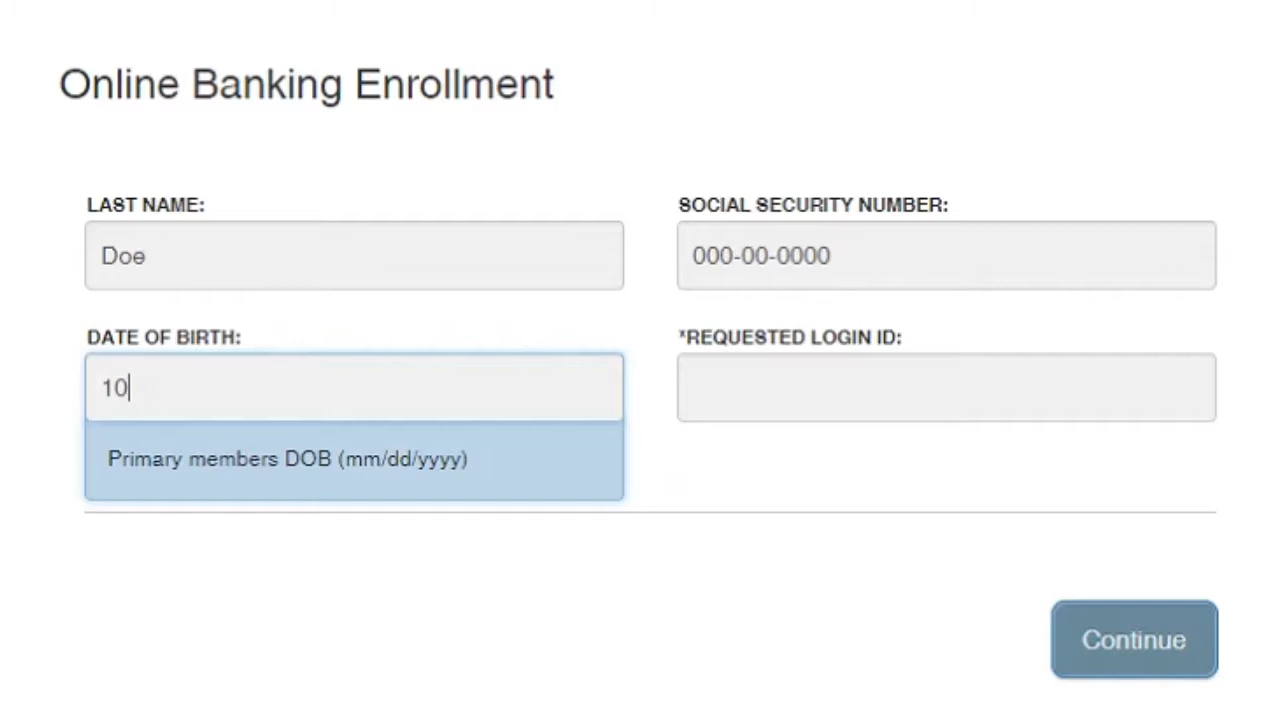 Online Banking Enrollment
LAST NAME:
Doe
SOCIAL SECURITY NUMBER:
000-00-0000
DATE OF BIRTH:
10
Primary members DOB (mm/dd/yyyy)
*REQUESTED LOGIN ID:
Continue